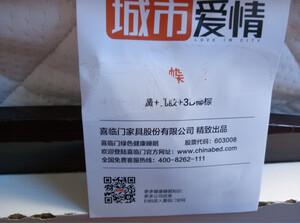 城市爱情
LOVE IN CITY
喜临门家具股份有限公司 精致出品
喜临门绿色健康睡眠 股票代码：603008
欢迎登陆喜临门官方网站：www.chinabed.com
全国免费客服热线：400-8262-111